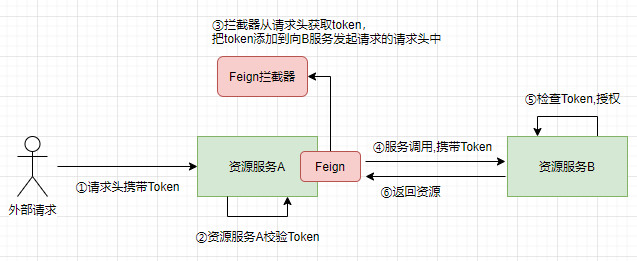 ③拦截器从请求头获取token，
把token添加到向B服务发起请求的请求头中
Feign拦截器
⑤检查Token,授权
资源服务A
Feign
④服务调用,携带Token
资源服务B
①请求头携带Token
⑥返回资源
外部请求
②资源服务A校验Token